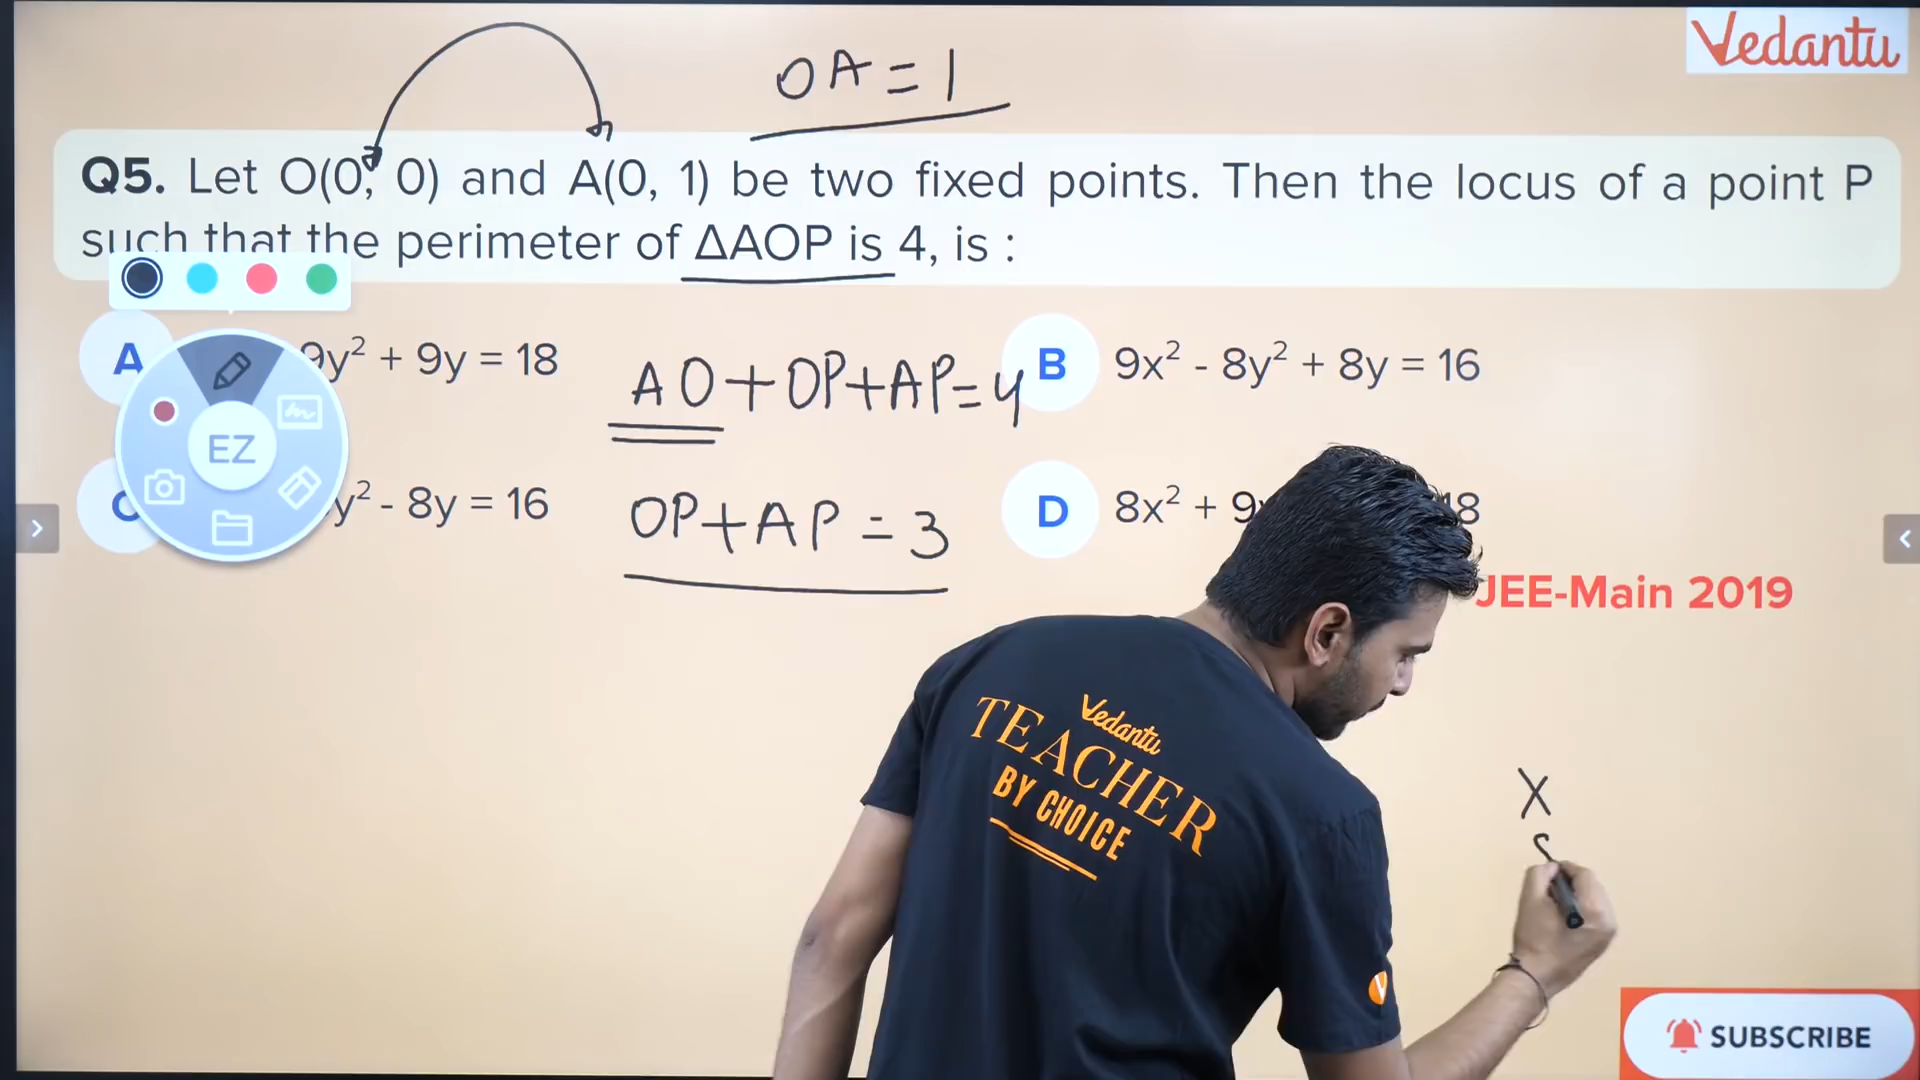 OA = 1
Vedantu
Q5. Let O(0, 0) and A(0, 1) be two fixed points. Then the locus of a point P
such that the perimeter of ΔAOP is 4, is :
A 9y² + 9y = 18
AO + OP + AP = 4
B 9x² - 8y² + 8y = 16
EZ
C y² - 8y = 16
OP + AP = 3
D 8x² + 9 18
JEE-Main 2019
Vedantu
TEACHER
BY CHOICE
X
SUBSCRIBE